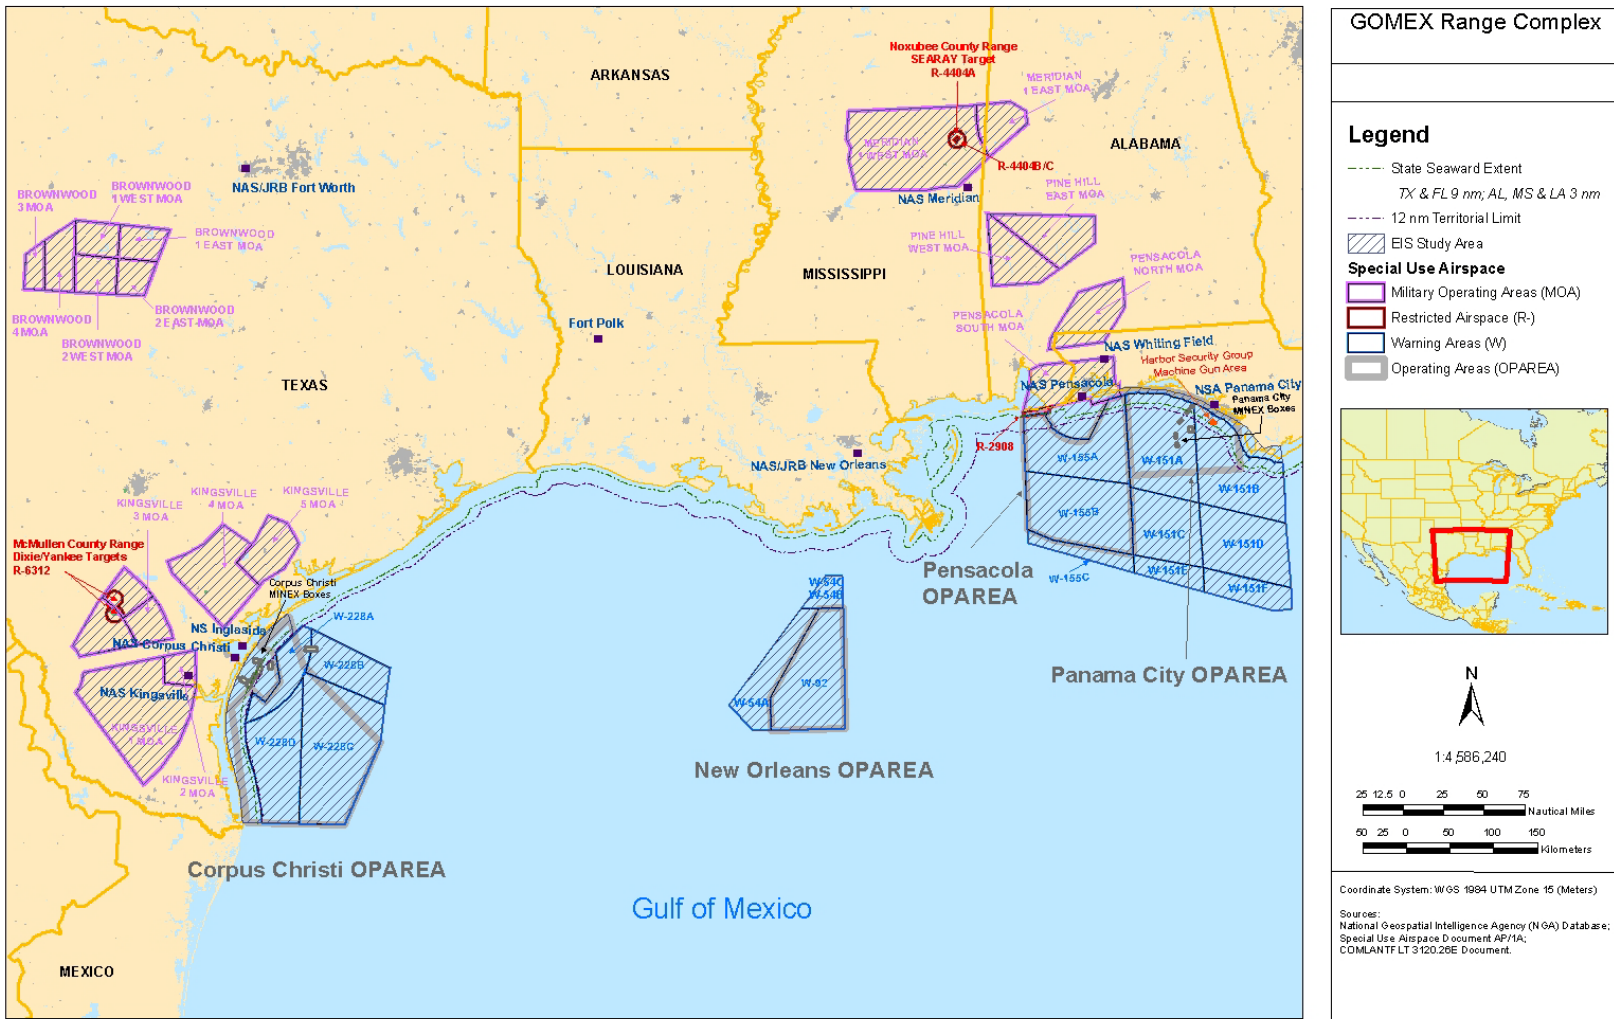 GOMEX Range Complex
Legend
State Seaward Extent
TX & FL 9 nm; AL, MS & LA 3 nm
12 nm Territorial Limit
EIS Study Area
Special Use Airspace
Military Operating Areas (MOA)
Restricted Airspace (R-)
Warning Areas (W)
Operating Areas (OPAREA)
N
1:4,586,240
25 12.5 0 25 50 75
Nautical Miles
50 25 0 50 100 150
Kilometers
Coordinate System: WGS 1984 UTM Zone 15 (Meters)
Sources:
National Geospatial Intelligence Agency (NGA) Database;
Special Use Airspace Document AP/1A;
COMLANTFLT 3120.26E Document.
ARKANSAS
Noxubee County Range
SEARAY Target
R-4404A
MERIDIAN
1 EAST MOA
MERIDIAN
1 WEST MOA
ALABAMA
R-4404B/C
NAS Meridian
NAS/JRB Fort Worth
BROWNWOOD
3 MOA
BROWNWOOD
1 WEST MOA
BROWNWOOD
1 EAST MOA
BROWNWOOD
4 MOA
BROWNWOOD
2 WEST MOA
BROWNWOOD
2 EAST MOA
PINE HILL
EAST MOA
PINE HILL
WEST MOA
LOUISIANA
MISSISSIPPI
PENSACOLA
NORTH MOA
PENSACOLA
SOUTH MOA
Fort Polk
TEXAS
NAS Whiting Field
Harbor Security Group
Machine Gun Area
NAS Pensacola
NSA Panama City
Panama City
MINEX Boxes
R-2908
NAS/JRB New Orleans
W-155A
W-151A
W-151B
W-155B
W-151C
W-151D
W-155C
W-151E
W-151F
Pensacola
OPAREA
Panama City OPAREA
KINGSVILLE
3 MOA
KINGSVILLE
4 MOA
KINGSVILLE
5 MOA
McMullen County Range
Dixie/Yankee Targets
R-6312
Corpus Christi
MINEX Boxes
NS Ingleside
NAS Corpus Christi
NAS Kingsville
KINGSVILLE
1 MOA
KINGSVILLE
2 MOA
W-228A
W-228B
W-228D
W-228C
W-54C
W-54B
W-54A
W-92
New Orleans OPAREA
Corpus Christi OPAREA
Gulf of Mexico
MEXICO